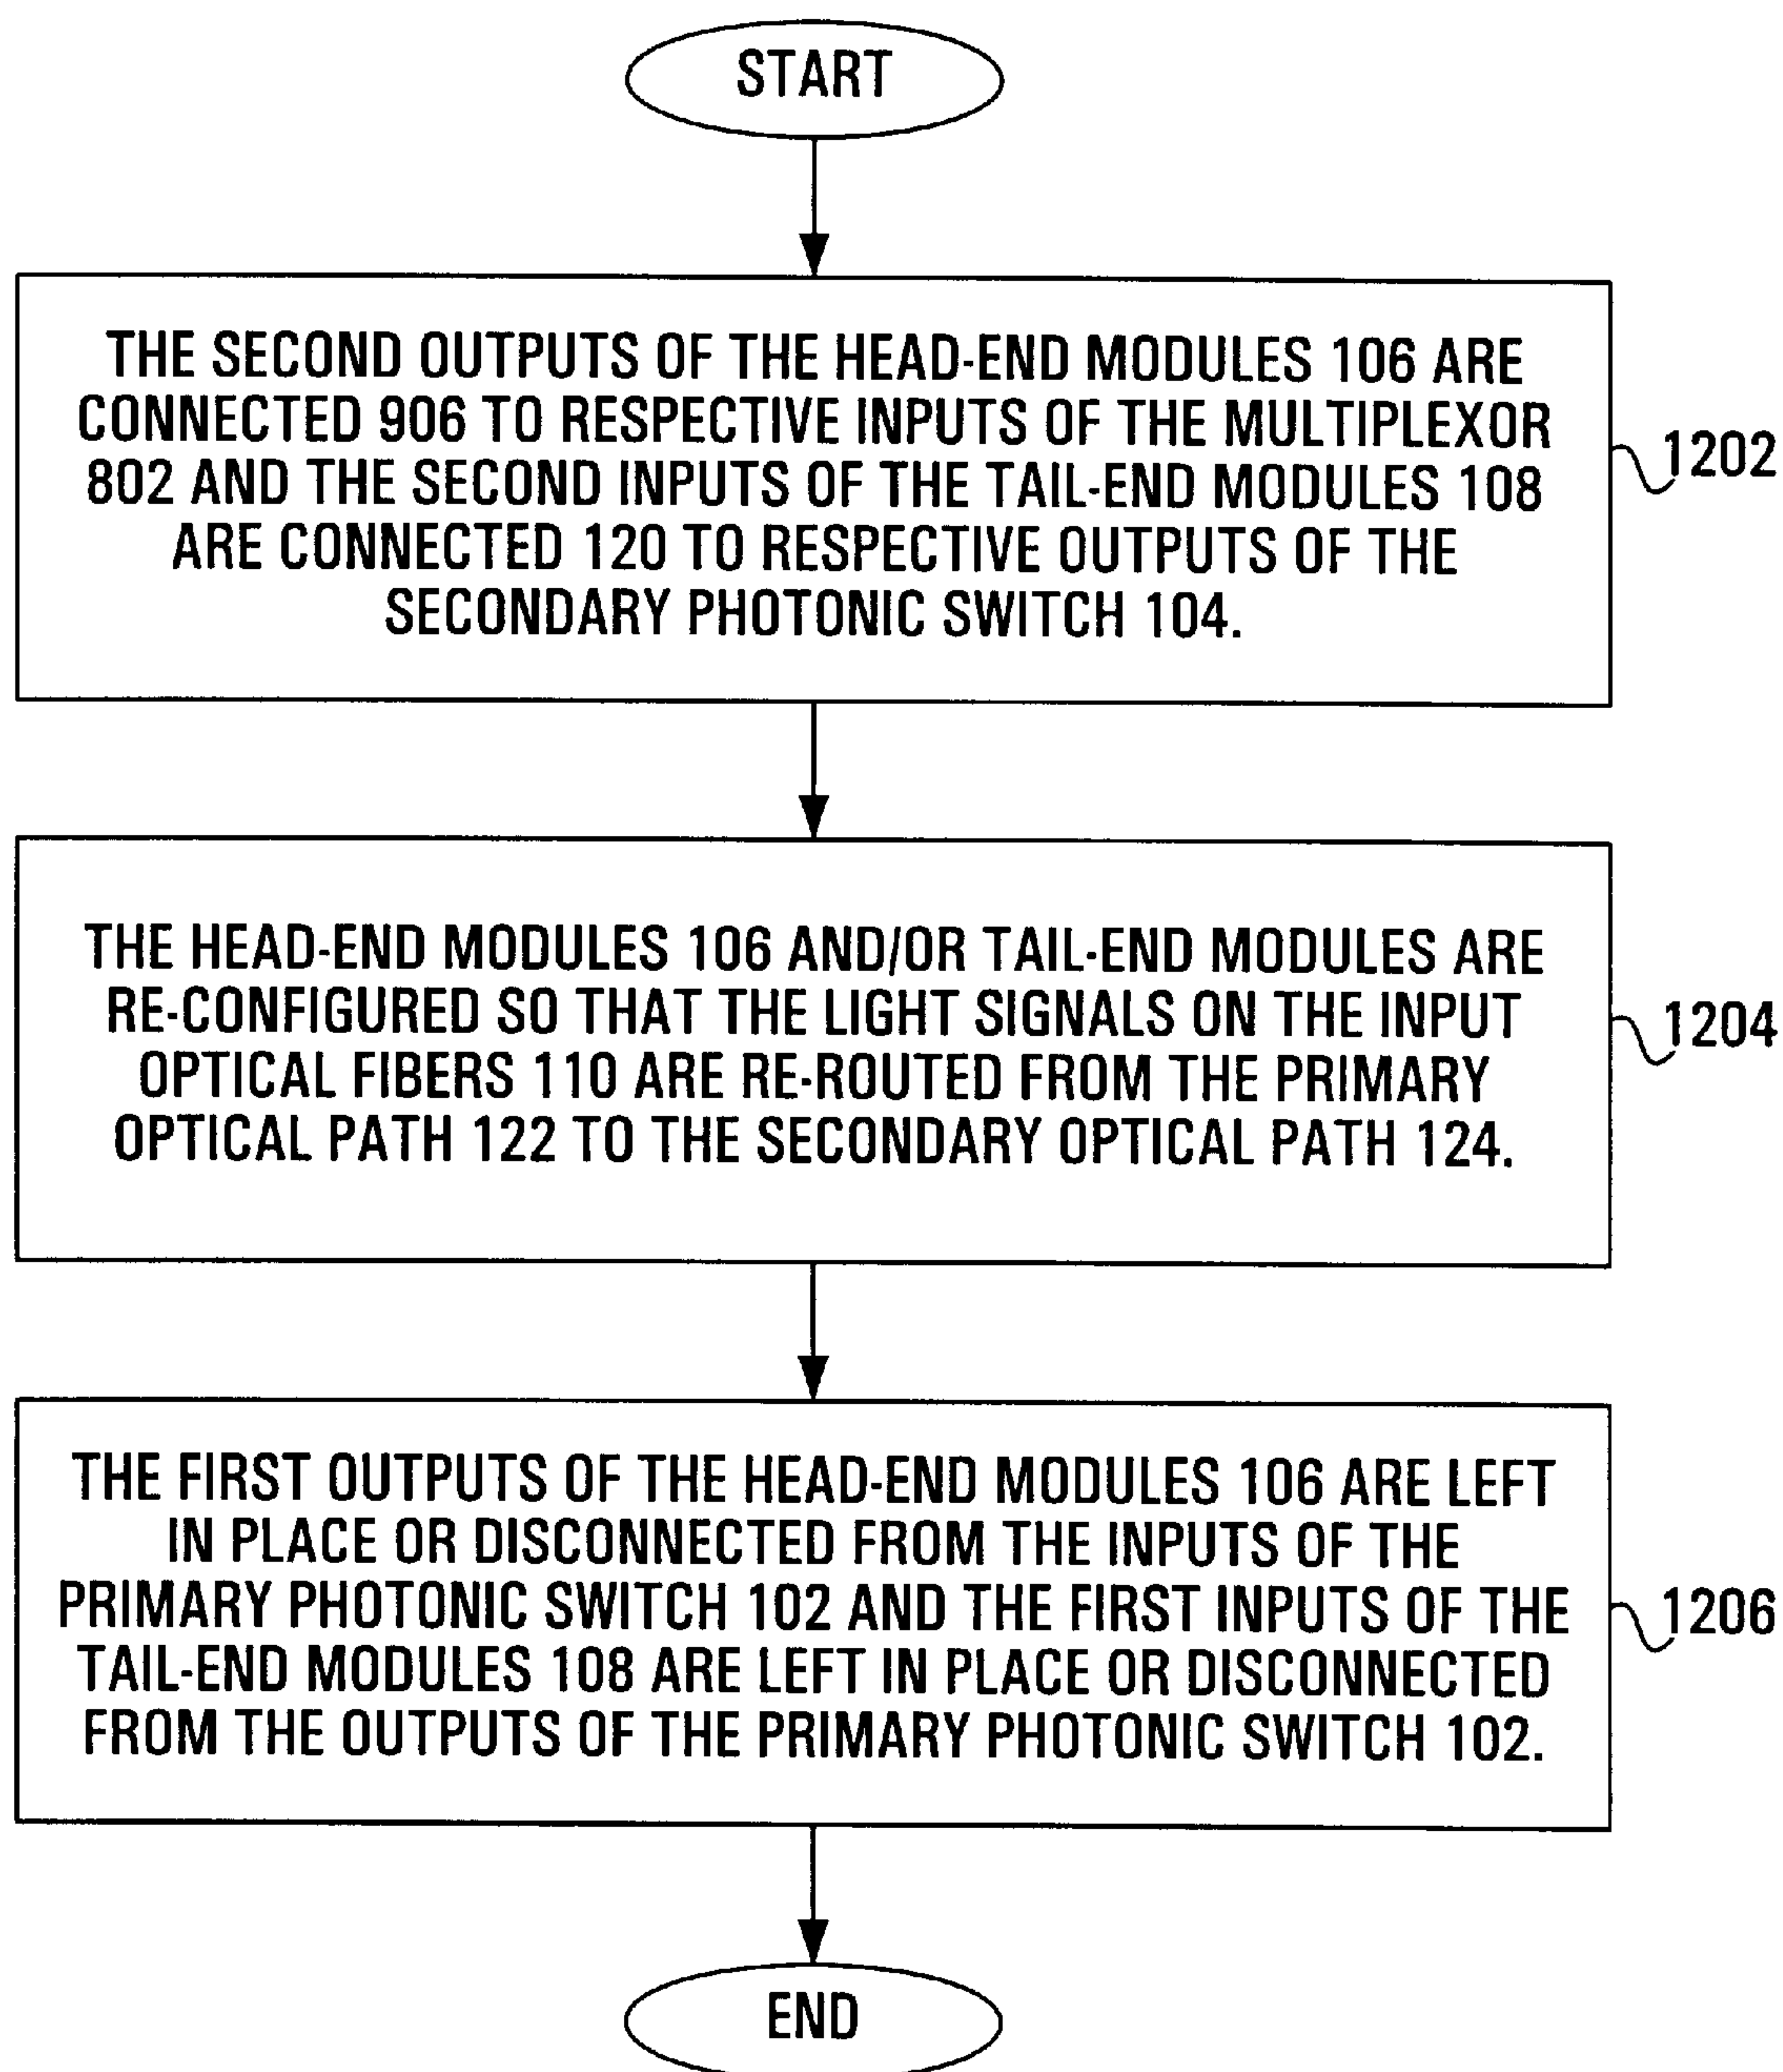 START
THE SECOND OUTPUTS OF THE HEAD-END MODULES 106 ARE
CONNECTED 906 TO RESPECTIVE INPUTS OF THE MULTIPLEXOR
802 AND THE SECOND INPUTS OF THE TAIL-END MODULES 108
ARE CONNECTED 120 TO RESPECTIVE OUTPUTS OF THE
SECONDARY PHOTONIC SWITCH 104.
1202
THE HEAD-END MODULES 106 AND/OR TAIL-END MODULES ARE
RE-CONFIGURED SO THAT THE LIGHT SIGNALS ON THE INPUT
OPTICAL FIBERS 110 ARE RE-ROUTED FROM THE PRIMARY
OPTICAL PATH 122 TO THE SECONDARY OPTICAL PATH 124.
1204
THE FIRST OUTPUTS OF THE HEAD-END MODULES 106 ARE LEFT
IN PLACE OR DISCONNECTED FROM THE INPUTS OF THE
PRIMARY PHOTONIC SWITCH 102 AND THE FIRST INPUTS OF THE
TAIL-END MODULES 108 ARE LEFT IN PLACE OR DISCONNECTED
FROM THE OUTPUTS OF THE PRIMARY PHOTONIC SWITCH 102.
1206
END